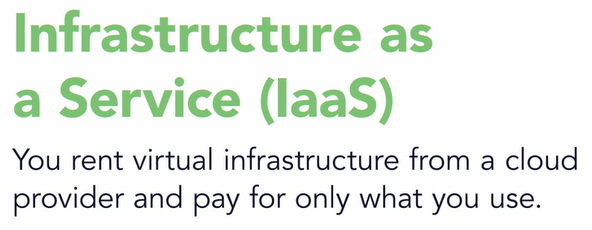 Infrastructure as
a Service (IaaS)
You rent virtual infrastructure from a cloud
provider and pay for only what you use.